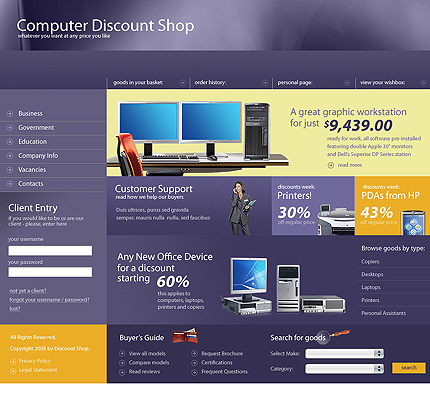 Computer Discount Shop
whatever you want at any price you like
goods in your basket:
order history:
personal page:
view your wishbox:
Business
Government
Education
Company Info
Vacancies
Contacts
A great graphic workstation
for just $9,439.00
ready for work, all software pre-installed
featuring double Apple 30" monitors
and Dell's Superior DP Series station
read more
Customer Support
read how we help our buyers
Duis ultrices, purus sed gravida
semper, mauris nulla nulla, sed faucibus
discounts week:
Printers!
30%
off regular price
discounts week:
PDAs from HP
43%
off regular price
Client Entry
if you would like to be or are our
client - please, enter here
your username
your password
not yet a client?
forgot your username / password?
lost?
Any New Office Device
for a dicsount
starting 60%
this applies to
computers, laptops,
printers and copiers
Browse goods by type:
Copiers
Desktops
Laptops
Printers
Personal Assistants
All Rights Reserved.
Copyright 2005 by Discount Shop.
Privacy Policy
Legal Statement
Buyer's Guide
View all models
Compare models
Read reviews
Request Brochure
Certifications
Frequent Questions
Search for goods
Select Make:
Category:
search